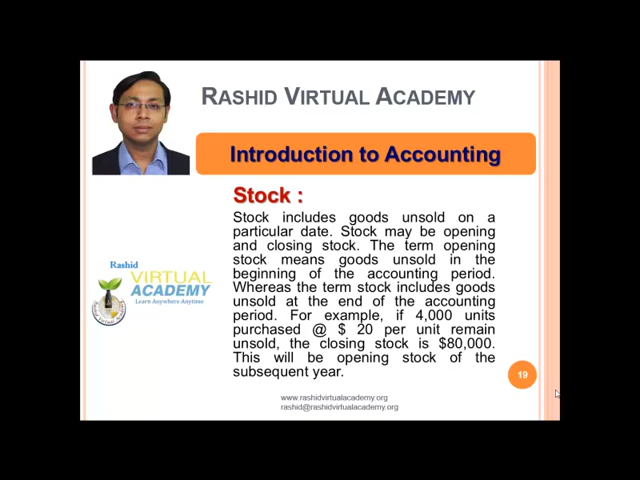 RASHID VIRTUAL ACADEMY
Introduction to Accounting
Stock :
Stock includes goods unsold on a
particular date. Stock may be opening
and closing stock. The term opening
stock means goods unsold in the
beginning of the accounting period.
Whereas the term stock includes goods
unsold at the end of the accounting
period. For example, if 4,000 units
purchased @ $ 20 per unit remain
unsold, the closing stock is $80,000.
This will be opening stock of the
subsequent year.
Rashid
VIRTUAL
ACADEMY
Learn Anywhere Anytime
19
www.rashidvirtualacademy.org
rashid@rashidvirtualacademy.org